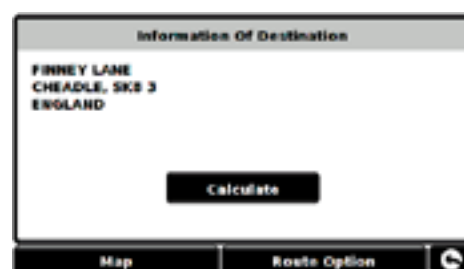 Information Of Destination
FINNEY LANE
CHEADLE, SK8 3
ENGLAND
Calculate
Map
Route Option